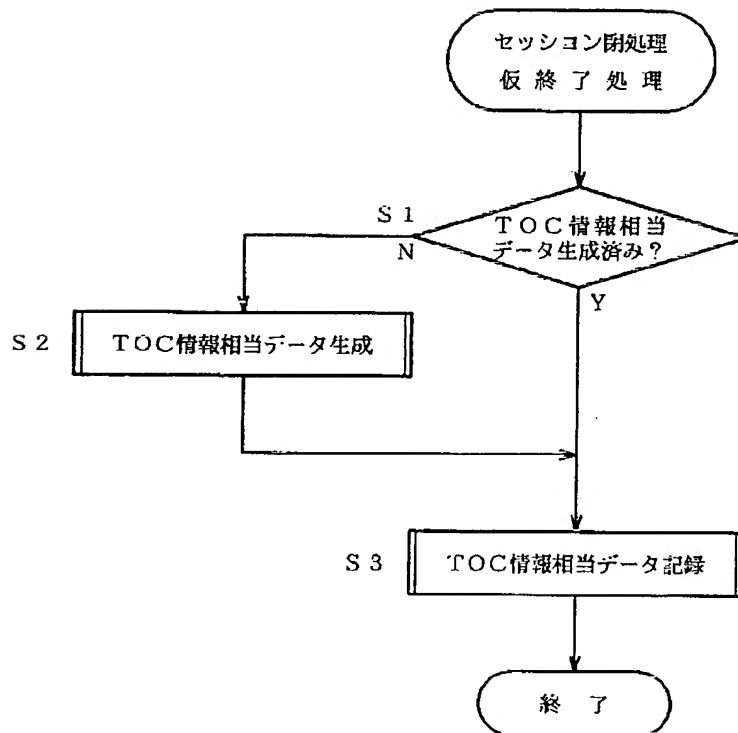 セッション閉処理
仮終了処理
S1
TOC情報相当
データ生成済み?
N
Y
S2
TOC情報相当データ生成
S3
TOC情報相当データ記録
終了